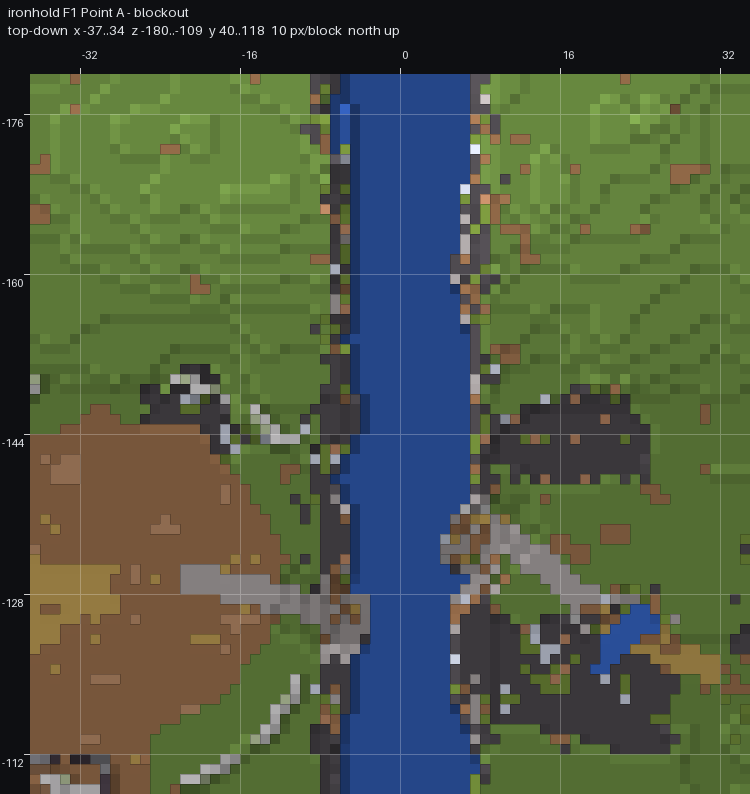 ironhold F1 Point A - blockout
top-down x -37..34 z -180..-109 y 40..118 10 px/block north up
-32 -16 0 16 32
-176
-160
-144
-128
-112